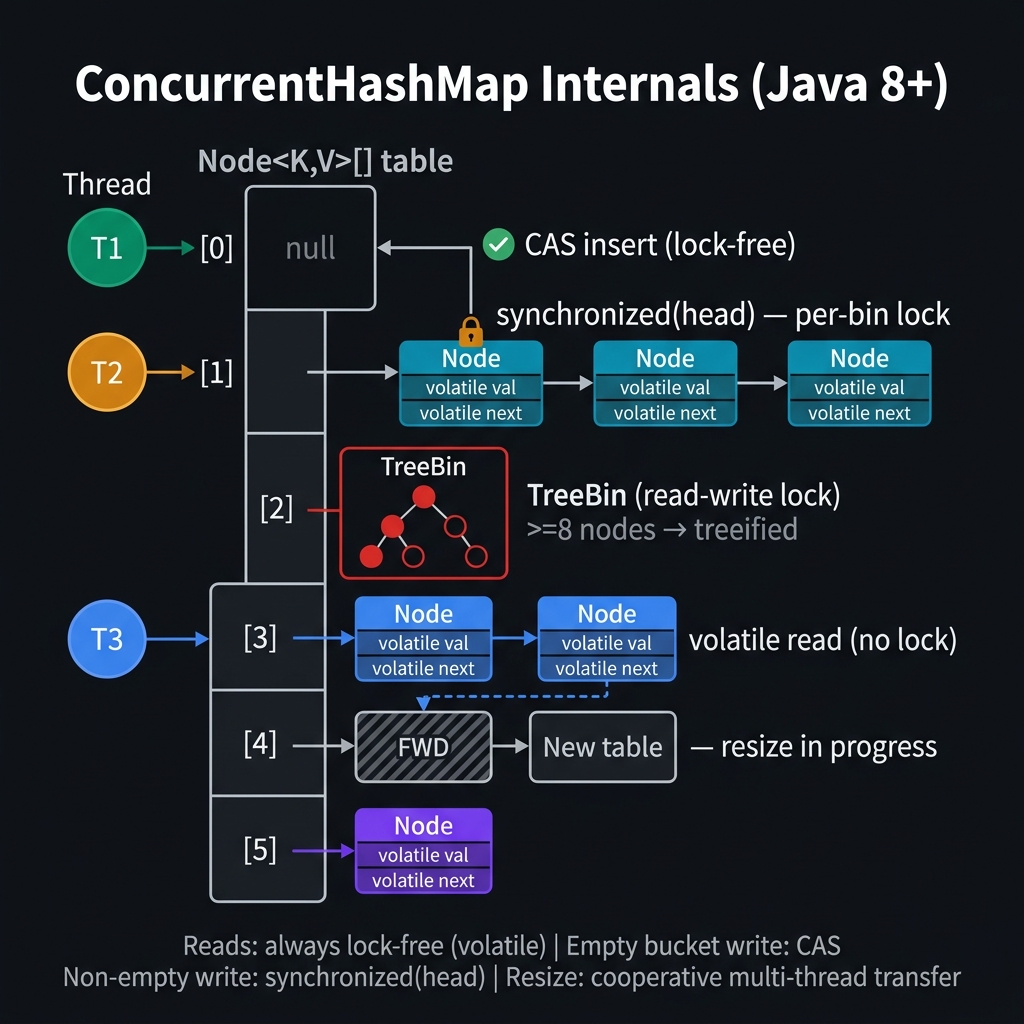 ConcurrentHashMap Internals (Java 8+)
Node<K,V>[] table
Thread
T1
[0]
null
CAS insert (lock-free)
synchronized(head) — per-bin lock
T2
[1]
Node
volatile val
volatile next
Node
volatile val
volatile next
Node
volatile val
volatile next
[2]
TreeBin
TreeBin (read-write lock)
>=8 nodes → treeified
T3
[3]
Node
volatile val
volatile next
Node
volatile val
volatile next
volatile read (no lock)
[4]
FWD
New table
— resize in progress
[5]
Node
volatile val
volatile next
Reads: always lock-free (volatile) | Empty bucket write: CAS
Non-empty write: synchronized(head) | Resize: cooperative multi-thread transfer